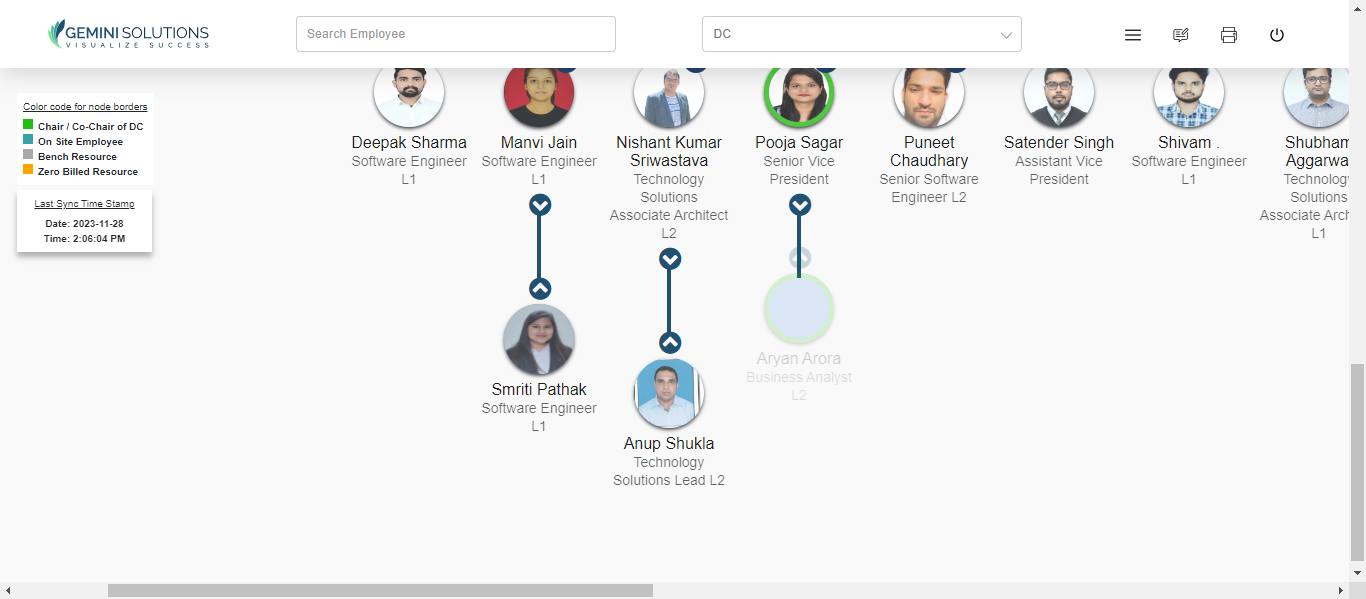 GEMINI SOLUTIONS
VISUALIZE SUCCESS
Search Employee
DC
Color code for node borders
Chair / Co-Chair of DC
On Site Employee
Bench Resource
Zero Billed Resource
Last Sync Time Stamp
Date: 2023-11-28
Time: 2:06:04 PM
Deepak Sharma
Software Engineer
L1
Manvi Jain
Software Engineer
L1
Nishant Kumar
Sriwastava
Technology
Solutions
Associate Architect
L2
Pooja Sagar
Senior Vice
President
Puneet
Chaudhary
Senior Software
Engineer L2
Satender Singh
Assistant Vice
President
Shivam .
Software Engineer
L1
Shubham
Aggarwa
Technology
Solutions
Associate Arch
L1
Smriti Pathak
Software Engineer
L1
Anup Shukla
Technology
Solutions Lead L2
Aryan Arora
Business Analyst
L2